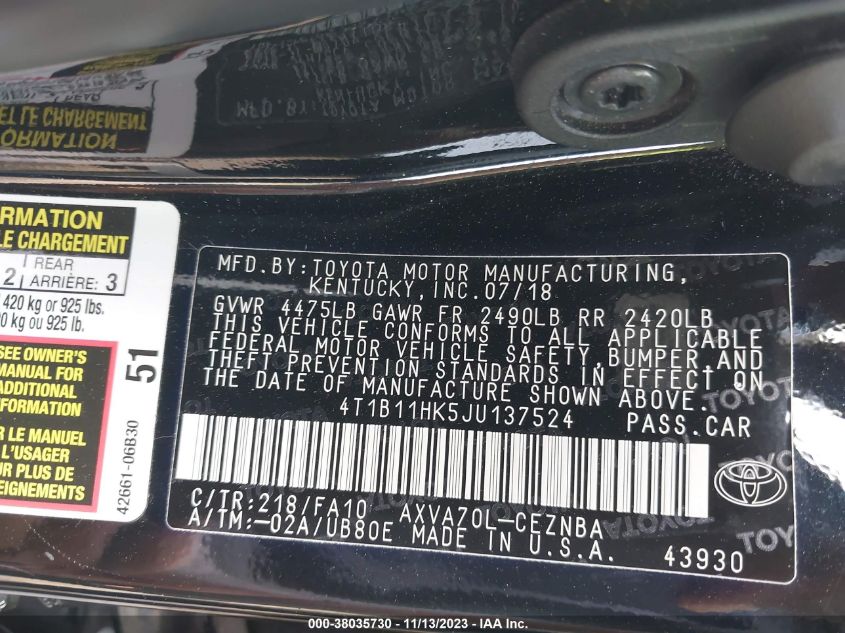 RMATION
LE CHARGEMENT
2 REAR ARRIÈRE: 3
420 kg or 925 lbs.
0 kg ou 925 lb.
SEE OWNER'S
MANUAL FOR
ADDITIONAL
INFORMATION
LE MANUEL
L'USAGER
UR PLUS DE
SEIGNEMENTS
51
42661-06B30
MFD.BY:TOYOTA MOTOR MANUFACTURING,
KENTUCKY, INC.07/18
GVWR 4475LB GAWR FR 2490LB RR 2420LB
THIS VEHICLE CONFORMS TO ALL APPLICABLE
FEDERAL MOTOR VEHICLE SAFETY, BUMPER, AND
THEFT PREVENTION STANDARDS IN EFFECT ON
THE DATE OF MANUFACTURE SHOWN ABOVE.
4T1B11HK5JU137524 PASS.CAR
C/TR:218/FA10 AXVA70L-CEZNBA
A/TM:-02A/UB80E MADE IN U.S.A. 43930
TOYOTA
000-38035730 - 11/13/2023 - IAA Inc.